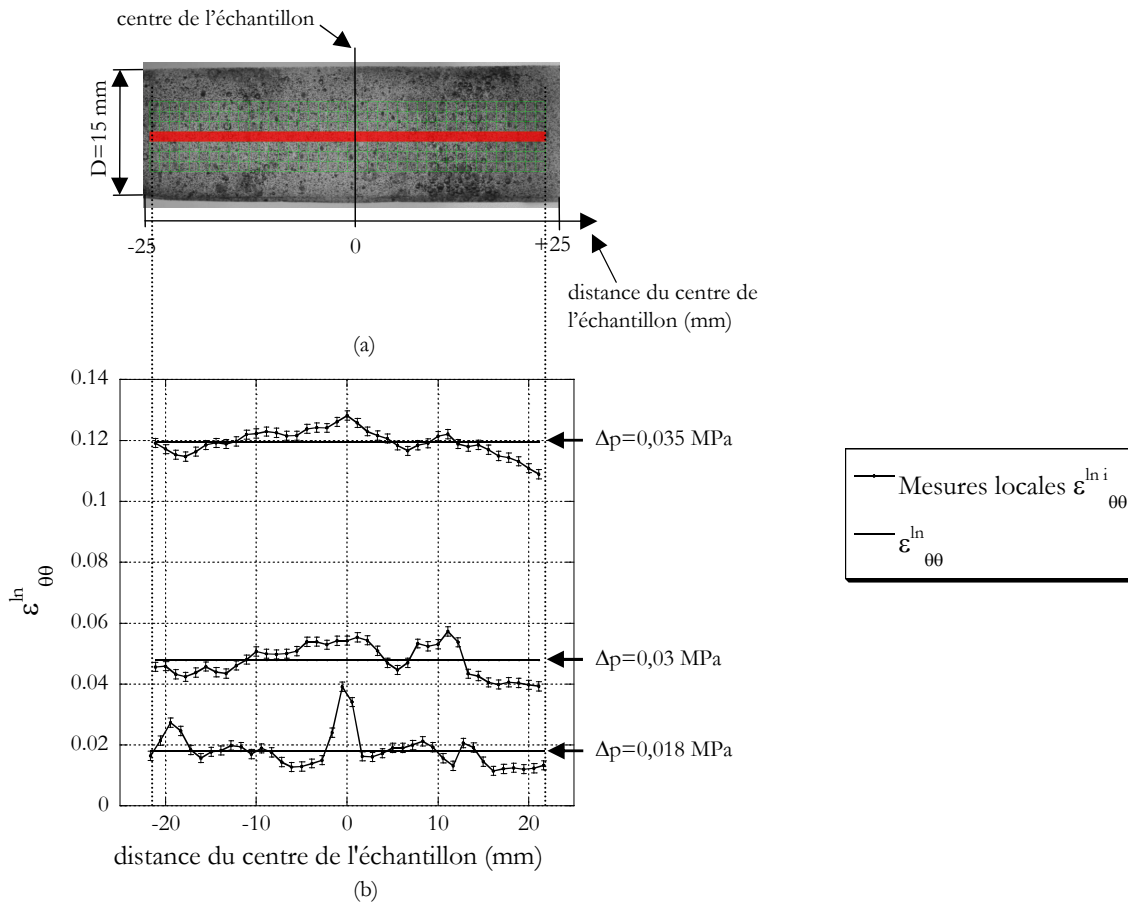 centre de l'échantillon
D=15 mm
-25
0
+25
distance du centre de
l'échantillon (mm)
(a)
0.14
0.12
0.1
0.08
0.06
0.04
0.02
0
ε^ln_θθ
Δp=0,035 MPa
Δp=0,03 MPa
Δp=0,018 MPa
-20
-10
0
10
20
distance du centre de l'échantillon (mm)
(b)
Mesures locales ε^ln i_θθ
ε^ln_θθ